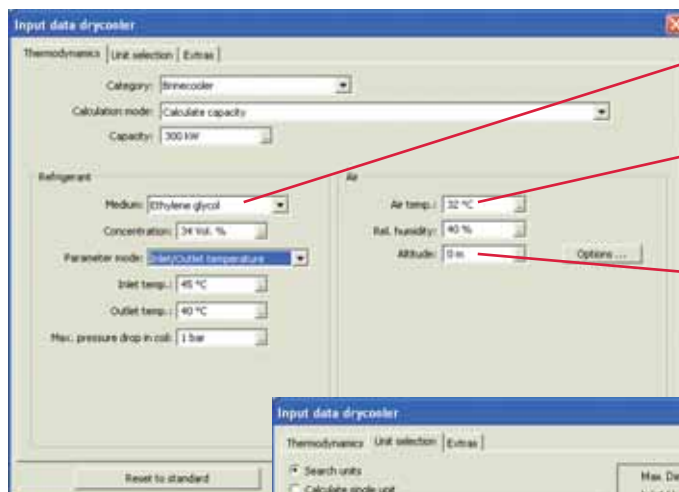 Input data drycooler
Thermodynamics Unit selection Extras
Category: Brinecooler
Calculation mode: Calculate capacity
Capacity: 300 kW
Refrigerant
Medium: Ethylene glycol
Concentration: 34 Vol. %
Parameter mode: Inlet/Outlet temperature
Inlet temp.: 45 °C
Outlet temp.: 40 °C
Max. pressure drop in coil: 1 bar
Air
Air temp.: 32 °C
Rel. humidity: 40 %
Altitude: 0 m
Options ...
Reset to standard
Input data drycooler
Thermodynamics Unit selection Extras
Search units
Calculate single unit
Max. De